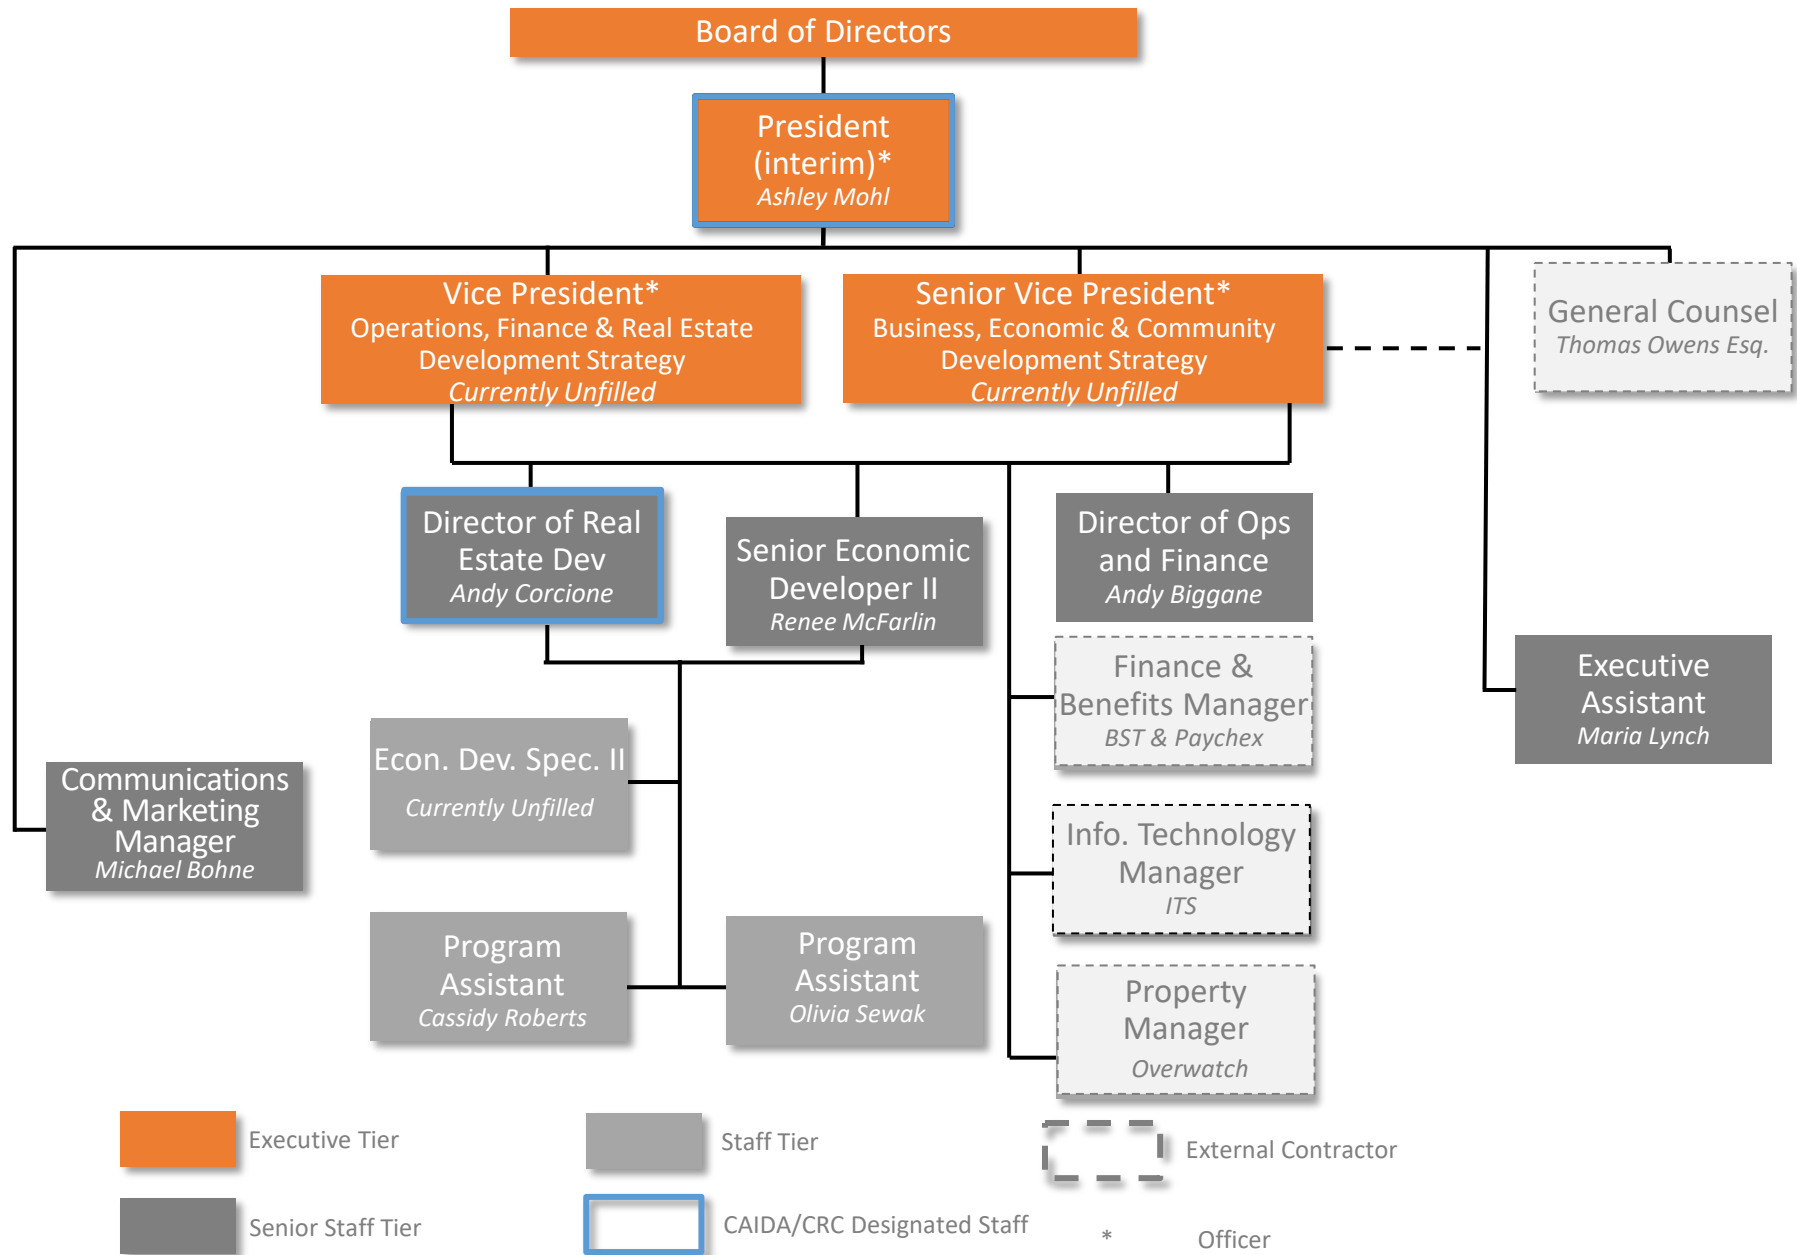 Board of Directors
President
(interim)*
Ashley Mohl
Vice President*
Operations, Finance & Real Estate
Development Strategy
Currently Unfilled
Senior Vice President*
Business, Economic & Community
Development Strategy
Currently Unfilled
General Counsel
Thomas Owens Esq.
Director of Real
Estate Dev
Andy Corcione
Senior Economic
Developer II
Renee McFarlin
Director of Ops
and Finance
Andy Biggane
Finance &
Benefits Manager
BST & Paychex
Executive
Assistant
Maria Lynch
Econ. Dev. Spec. II
Currently Unfilled
Communications
& Marketing
Manager
Michael Bohne
Info. Technology
Manager
ITS
Program
Assistant
Cassidy Roberts
Program
Assistant
Olivia Sewak
Property
Manager
Overwatch
Executive Tier
Staff Tier
External Contractor
Senior Staff Tier
CAIDA/CRC Designated Staff
* Officer